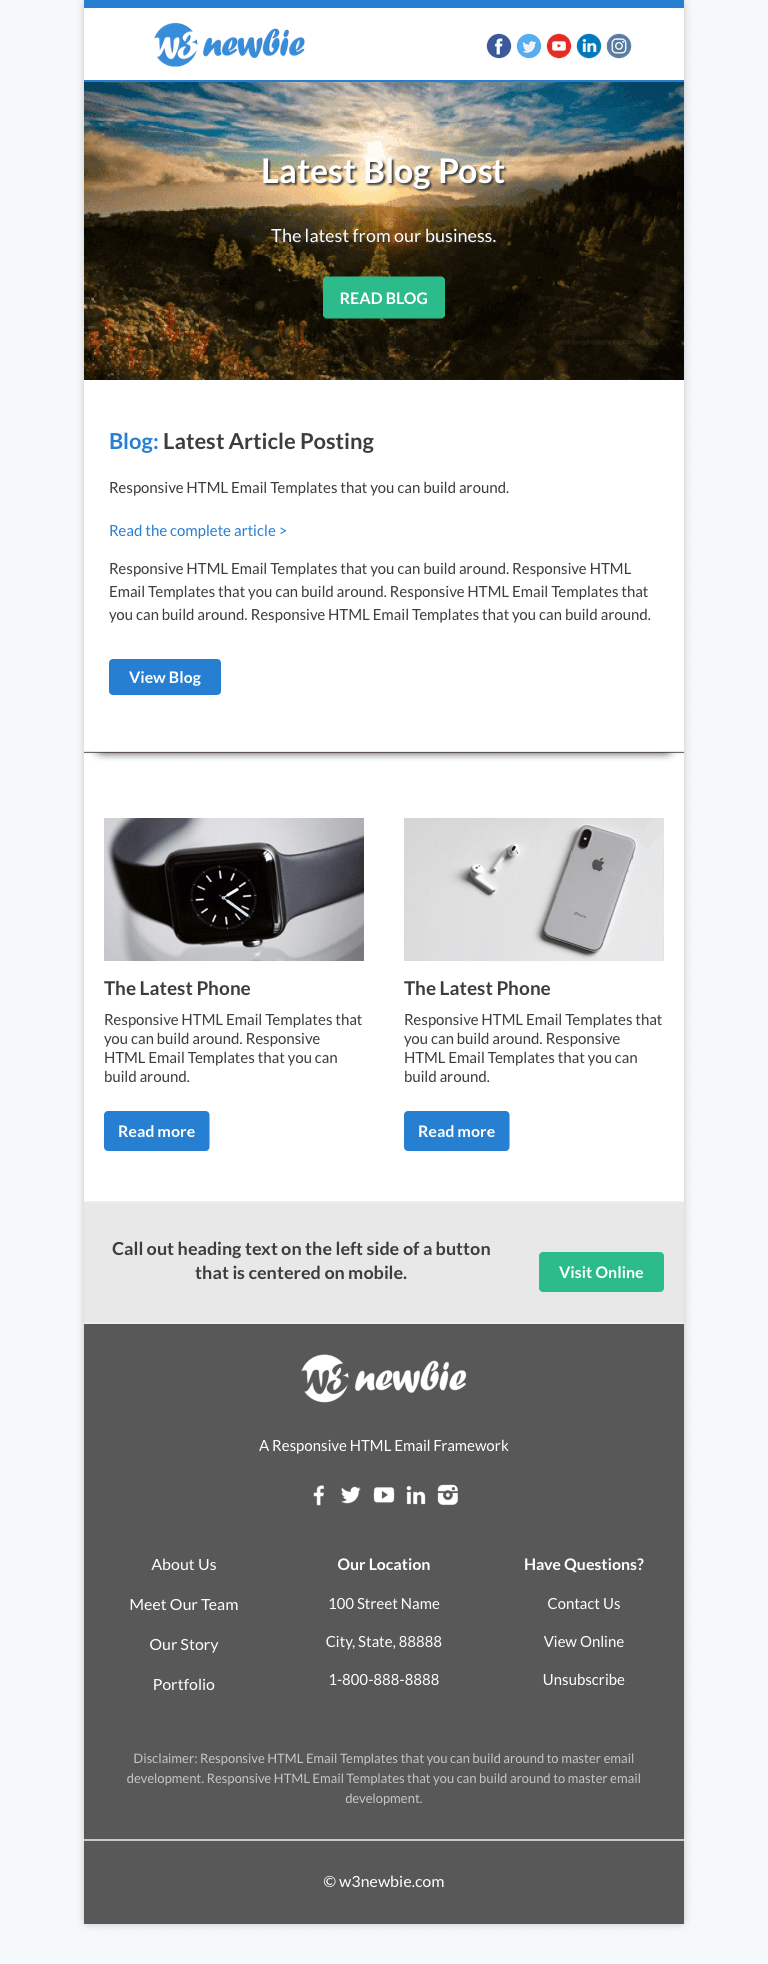 w3 newbie
Latest Blog Post
The latest from our business.
READ BLOG
Blog: Latest Article Posting
Responsive HTML Email Templates that you can build around.
Read the complete article >
Responsive HTML Email Templates that you can build around. Responsive HTML
Email Templates that you can build around. Responsive HTML Email Templates that
you can build around. Responsive HTML Email Templates that you can build around.
View Blog
The Latest Phone
Responsive HTML Email Templates that
you can build around. Responsive
HTML Email Templates that you can
build around.
Read more
iPhone
The Latest Phone
Responsive HTML Email Templates that
you can build around. Responsive
HTML Email Templates that you can
build around.
Read more
Call out heading text on the left side of a button
that is centered on mobile.
Visit Online
w3 newbie
A Responsive HTML Email Framework
About Us
Meet Our Team
Our Story
Portfolio
Our Location
100 Street Name
City, State, 88888
1-800-888-8888
Have Questions?
Contact Us
View Online
Unsubscribe
Disclaimer: Responsive HTML Email Templates that you can build around to master email
development. Responsive HTML Email Templates that you can build around to master email
development.
© w3newbie.com